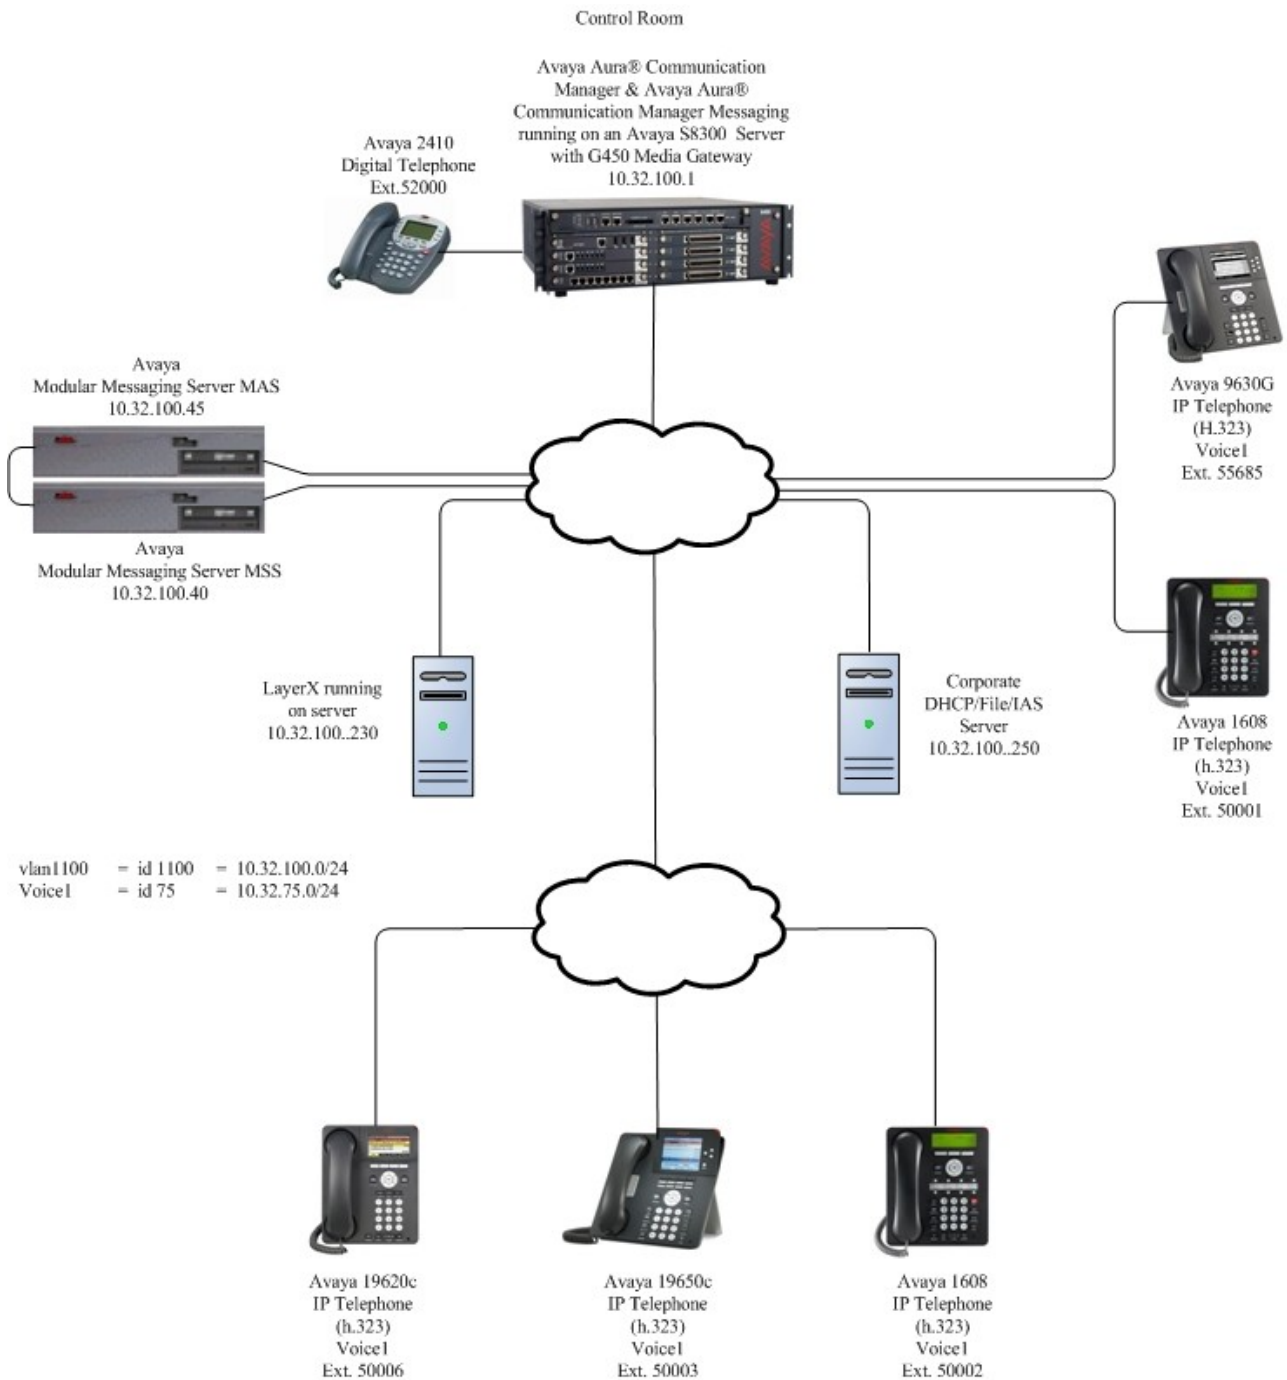 Control Room
Avaya Aura® Communication
Manager & Avaya Aura®
Communication Manager Messaging
running on an Avaya S8300 Server
with G450 Media Gateway
10.32.100.1
Avaya 2410
Digital Telephone
Ext.52000
AVAYA
Avaya 9630G
IP Telephone
(H.323)
Voice1
Ext. 55685
Avaya
Modular Messaging Server MAS
10.32.100.45
Avaya
Modular Messaging Server MSS
10.32.100.40
LayerX running
on server
10.32.100..230
Corporate
DHCP/File/IAS
Server
10.32.100..250
Avaya 1608
IP Telephone
(h.323)
Voice1
Ext. 50001
vlan1100 = id 1100 = 10.32.100.0/24
Voice1 = id 75 = 10.32.75.0/24
Avaya 19620c
IP Telephone
(h.323)
Voice1
Ext. 50006
Avaya 19650c
IP Telephone
(h.323)
Voice1
Ext. 50003
Avaya 1608
IP Telephone
(h.323)
Voice1
Ext. 50002